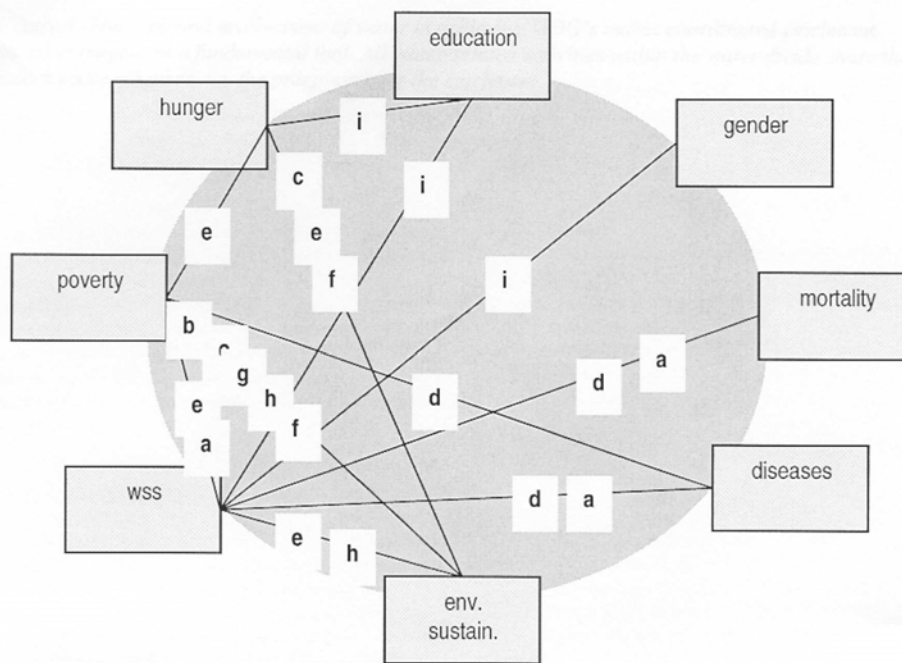 education
hunger
gender
i
c
i
e
e
f
i
poverty
mortality
b
g
a
d
h
d
e
f
a
diseases
wss
d a
e
h
env.
sustain.